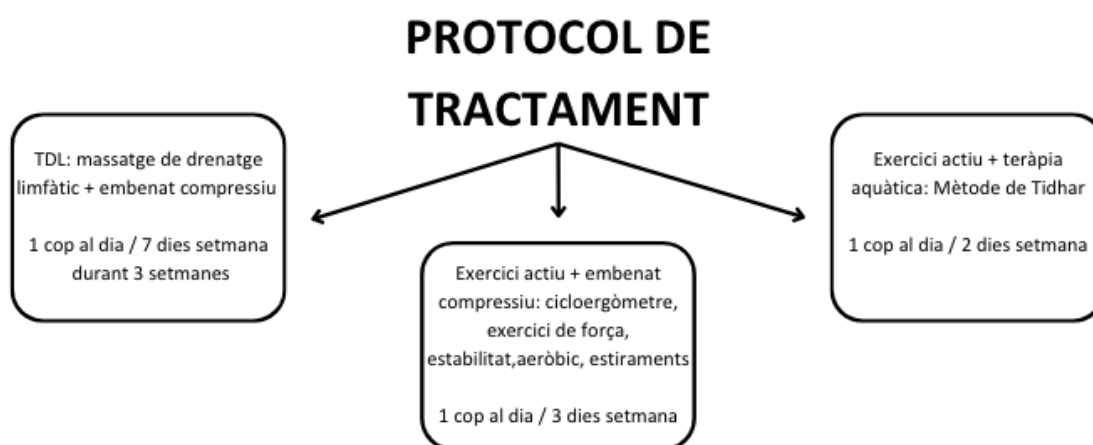 PROTOCOL DE
TRACTAMENT
TDL: massatge de drenatge
limfàtic + embenat compressiu
1 cop al dia / 7 dies setmana
durant 3 setmanes
Exercici actiu + embenat
compressiu: cicloergòmetre,
exercici de força,
estabilitat,aeròbic, estiraments
1 cop al dia / 3 dies setmana
Exercici actiu + teràpia
aquàtica: Mètode de Tidhar
1 cop al dia / 2 dies setmana